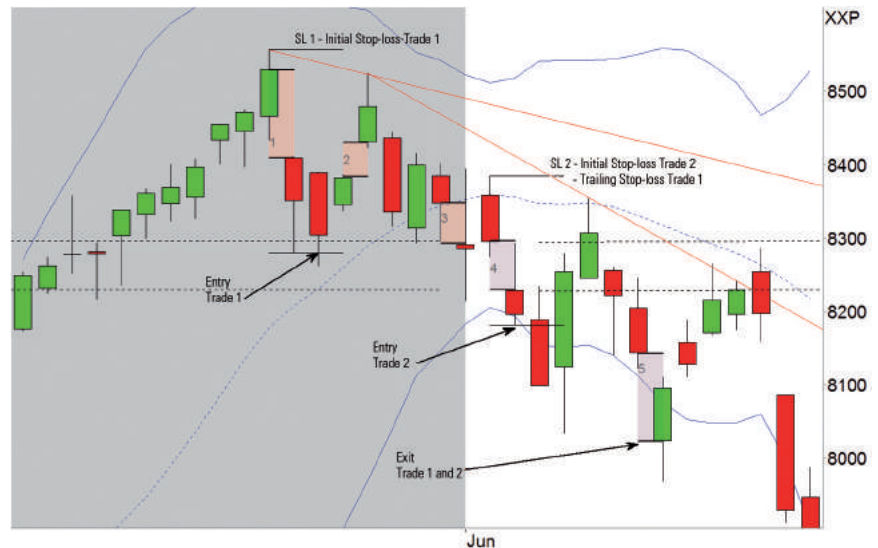 XXP
SL 1 - Initial Stop-loss-Trade 1
8500
1
2
8400
SL 2 - Initial Stop-loss Trade 2
- Trailing Stop-loss Trade 1
3
8300
4
Entry
Trade 1
8200
Entry
Trade 2
5
8100
Exit
Trade 1 and 2
8000
Jun